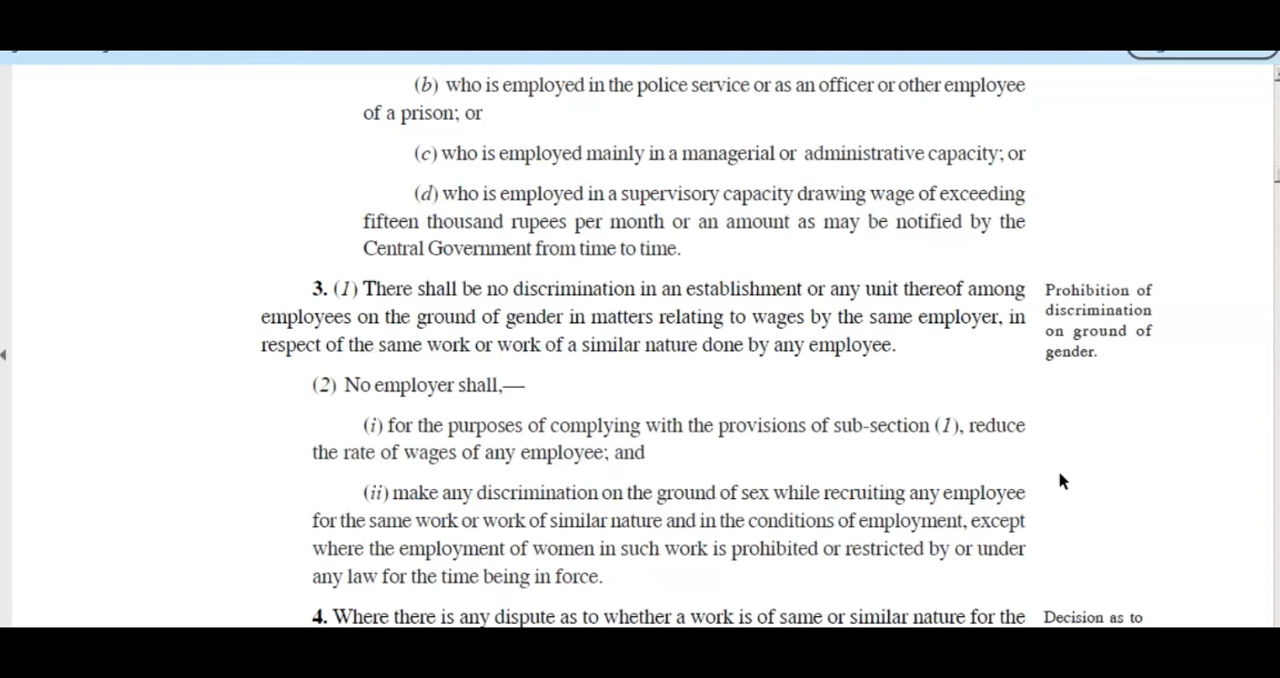 (b) who is employed in the police service or as an officer or other employee
of a prison; or
(c) who is employed mainly in a managerial or administrative capacity; or
(d) who is employed in a supervisory capacity drawing wage of exceeding
fifteen thousand rupees per month or an amount as may be notified by the
Central Government from time to time.
3. (1) There shall be no discrimination in an establishment or any unit thereof among
employees on the ground of gender in matters relating to wages by the same employer, in
respect of the same work or work of a similar nature done by any employee.
Prohibition of
discrimination
on ground of
gender.
(2) No employer shall,—
(i) for the purposes of complying with the provisions of sub-section (1), reduce
the rate of wages of any employee; and
(ii) make any discrimination on the ground of sex while recruiting any employee
for the same work or work of similar nature and in the conditions of employment, except
where the employment of women in such work is prohibited or restricted by or under
any law for the time being in force.
4. Where there is any dispute as to whether a work is of same or similar nature for the
Decision as to